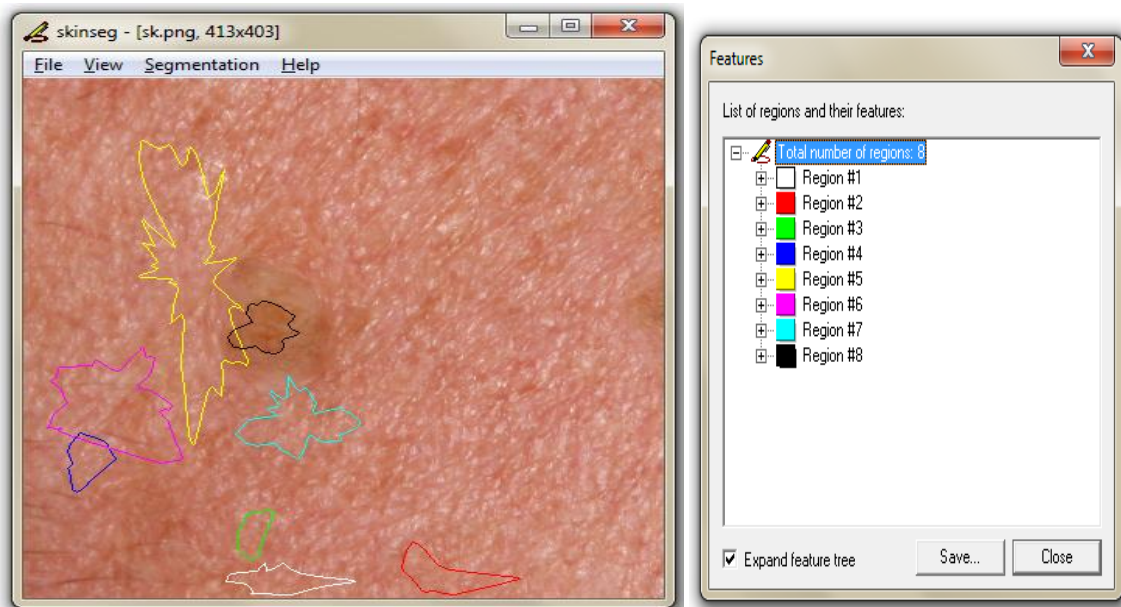 skinseg - [sk.png, 413x403]
File View Segmentation Help
Features
List of regions and their features:
Total number of regions: 8
Region #1
Region #2
Region #3
Region #4
Region #5
Region #6
Region #7
Region #8
Expand feature tree
Save...
Close